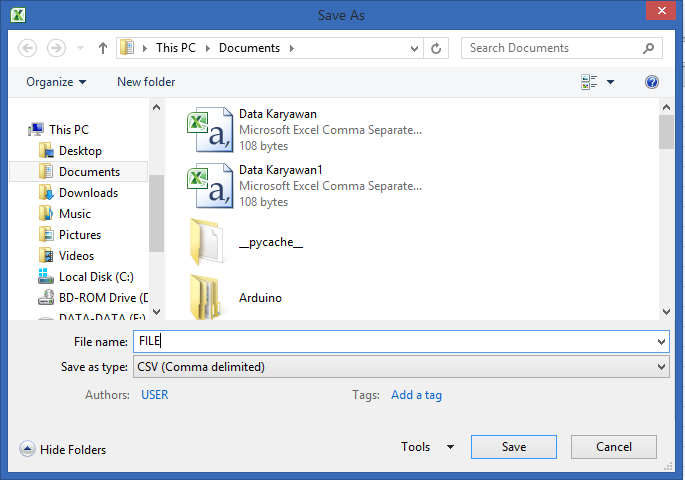 Save As
This PC
Documents
Search Documents
Organize
New folder
This PC
Desktop
Documents
Downloads
Music
Pictures
Videos
Local Disk (C:)
BD-ROM Drive (D
DATA-DATA (E:)
Data Karyawan
Microsoft Excel Comma Separate...
108 bytes
Data Karyawan1
Microsoft Excel Comma Separate...
108 bytes
__pycache__
Arduino
File name: FILE
Save as type: CSV (Comma delimited)
Authors: USER Tags: Add a tag
Hide Folders
Tools
Save
Cancel